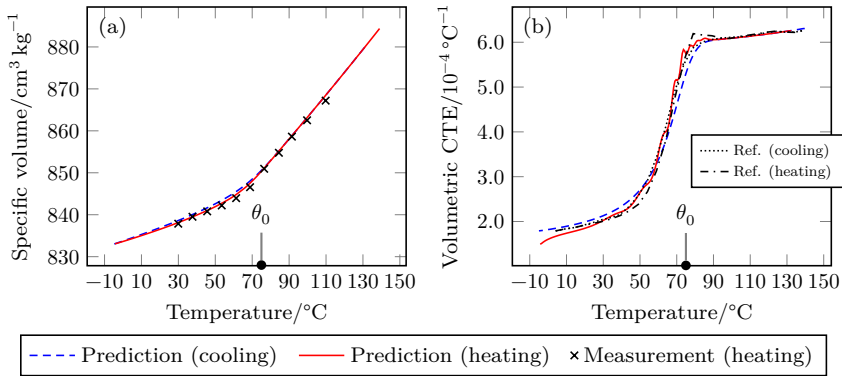 (a)
880
870
860
850
840
830
Specific volume/cm³ kg⁻¹
θ₀
−10 10 30 50 70 90 110 130 150
Temperature/°C
(b)
6.0
5.0
4.0
3.0
2.0
Volumetric CTE/10⁻⁴ °C⁻¹
Ref. (cooling)
Ref. (heating)
θ₀
−10 10 30 50 70 90 110 130 150
Temperature/°C
Prediction (cooling) Prediction (heating) Measurement (heating)